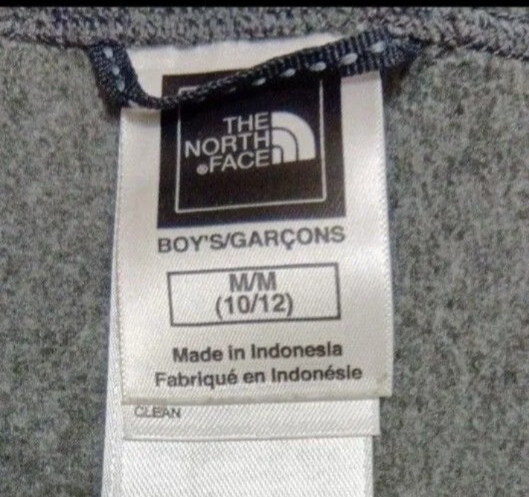 THE
NORTH
FACE
BOY'S/GARÇONS
M/M
(10/12)
Made in Indonesia
Fabriqué en Indonésie
CLEAN